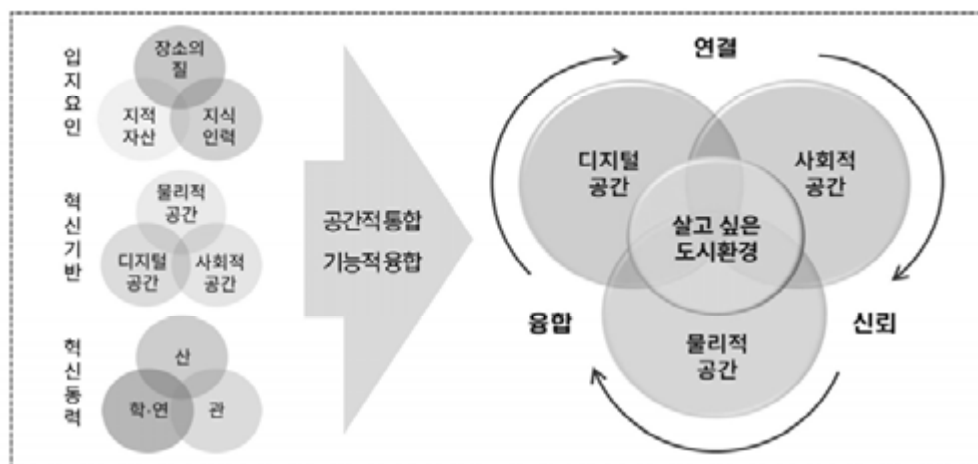 입지요인
장소의
질
지적
자산
지식
인력
혁신기반
물리적
공간
디지털
공간
사회적
공간
혁신동력
산
학·연
관
공간적 통합
기능적 융합
연결
디지털
공간
사회적
공간
살고 싶은
도시환경
융합
신뢰
물리적
공간